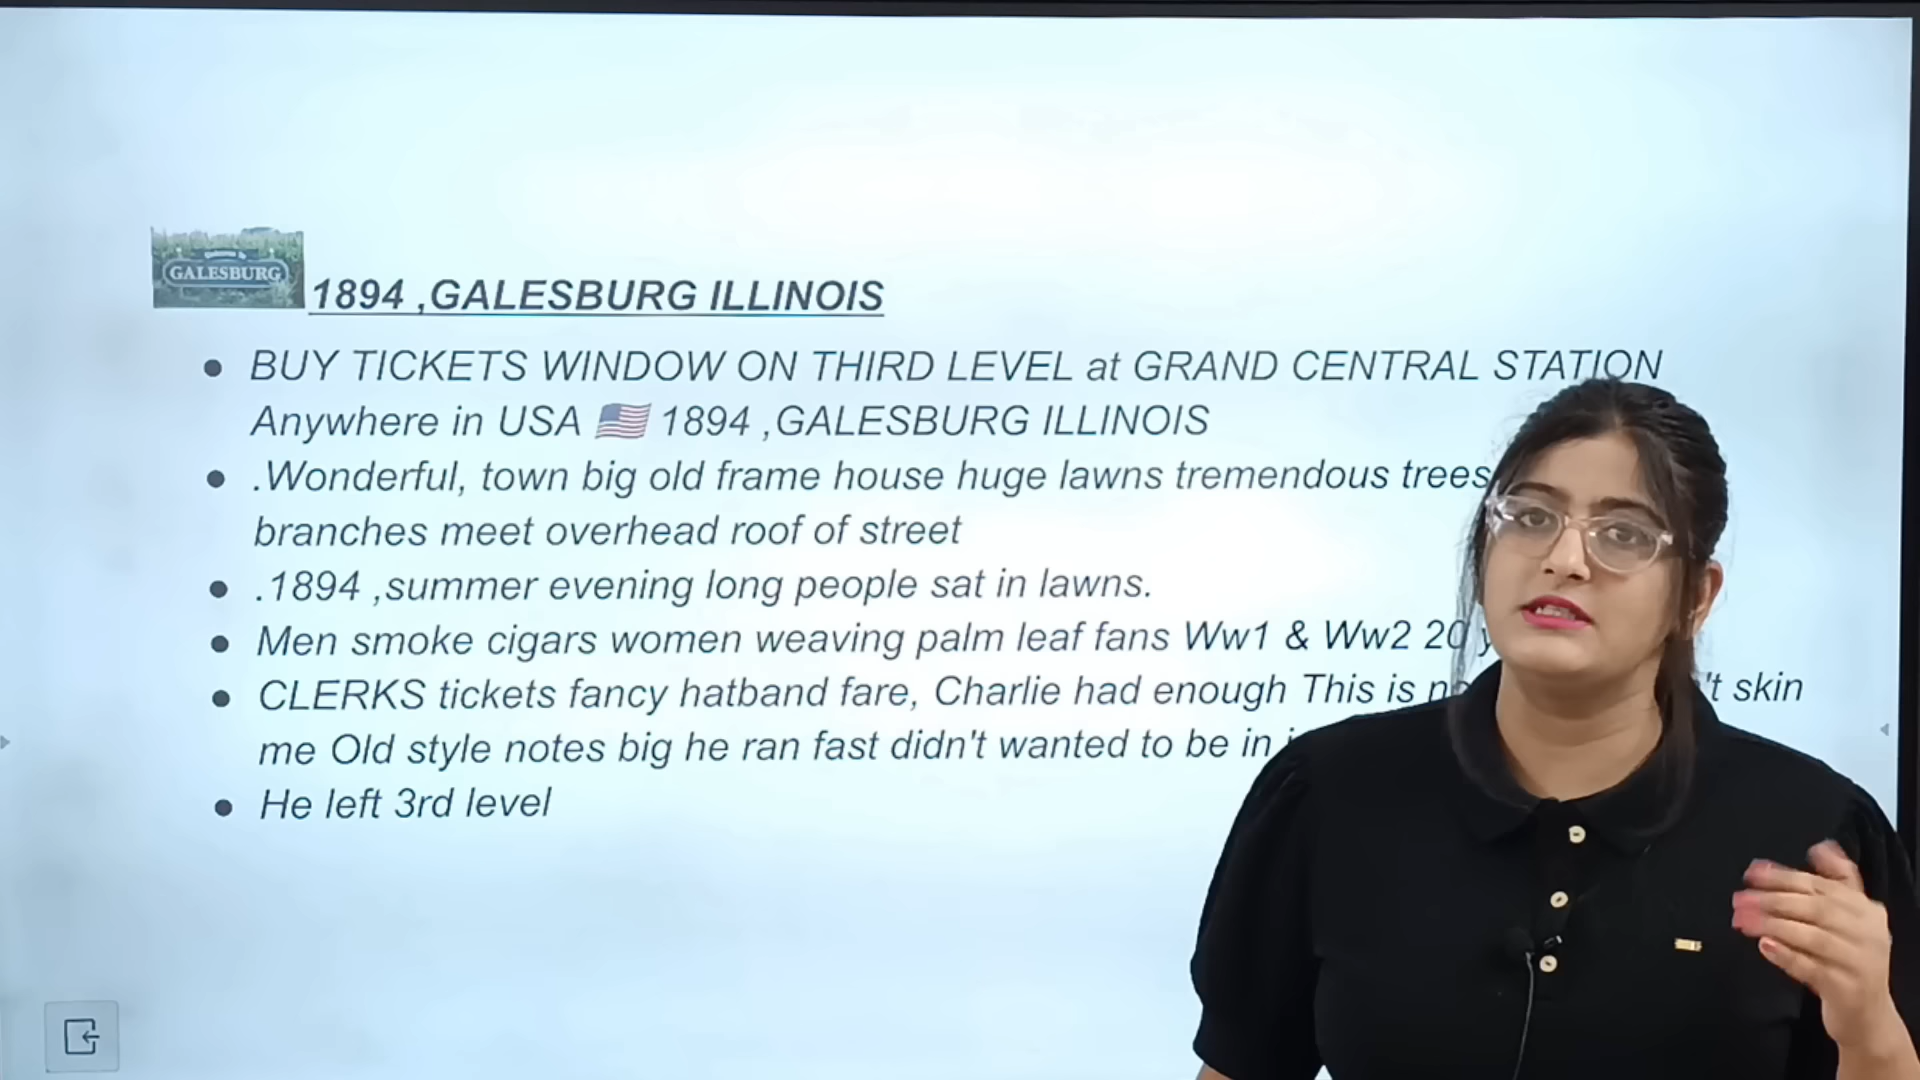 GALESBURG
1894 ,GALESBURG ILLINOIS
BUY TICKETS WINDOW ON THIRD LEVEL at GRAND CENTRAL STATION
Anywhere in USA 🇺🇸 1894 ,GALESBURG ILLINOIS
.Wonderful, town big old frame house huge lawns tremendous trees
branches meet overhead roof of street
.1894 ,summer evening long people sat in lawns.
Men smoke cigars women weaving palm leaf fans Ww1 & Ww2 20
CLERKS tickets fancy hatband fare, Charlie had enough This is 't skin
me Old style notes big he ran fast didn't wanted to be in
He left 3rd level